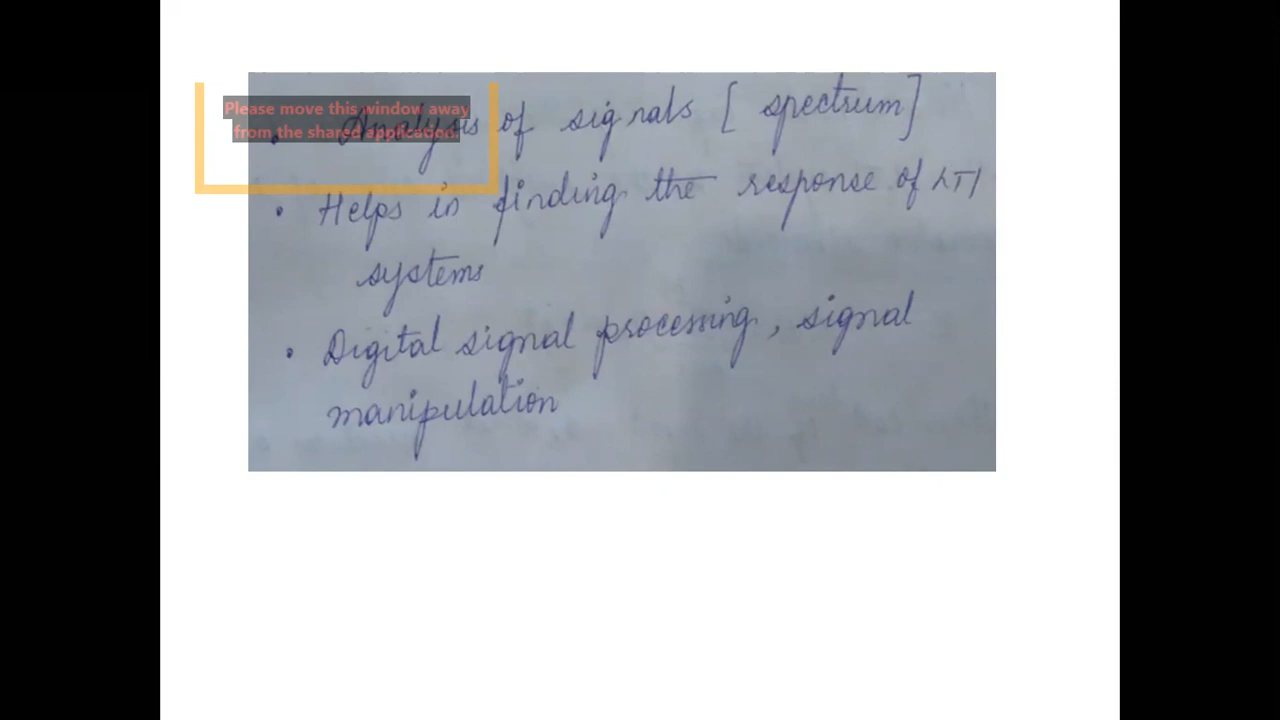 Please move this window away
from the shared application.
• Analysis of signals [ spectrum ]
• Helps in finding the response of LTI
systems
• Digital signal processing, signal
manipulation